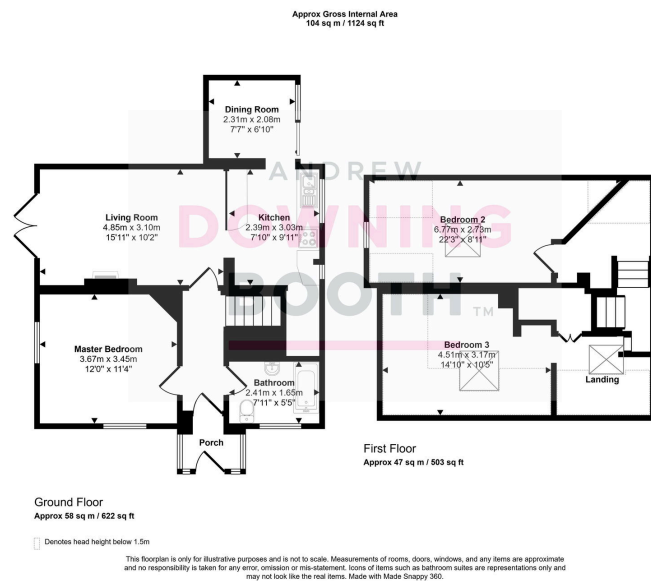 Approx Gross Internal Area
104 sq m / 1124 sq ft
Dining Room
2.31m x 2.08m
7'7" x 6'10"
ANDREW
DOWNING
BOOTH™
Living Room
4.85m x 3.10m
15'11" x 10'2"
Kitchen
2.39m x 3.03m
7'10" x 9'11"
Master Bedroom
3.67m x 3.45m
12'0" x 11'4"
Bathroom
2.41m x 1.65m
7'11" x 5'5"
Porch
Bedroom 2
6.77m x 2.73m
22'3" x 8'11"
Bedroom 3
4.51m x 3.17m
14'10" x 10'5"
Landing
First Floor
Approx 47 sq m / 503 sq ft
Ground Floor
Approx 58 sq m / 622 sq ft
Denotes head height below 1.5m
This floorplan is only for illustrative purposes and is not to scale. Measurements of rooms, doors, windows, and any items are approximate
and no responsibility is taken for any error, omission or mis-statement. Icons of items such as bathroom suites are representations only and
may not look like the real items. Made with Made Snappy 360.